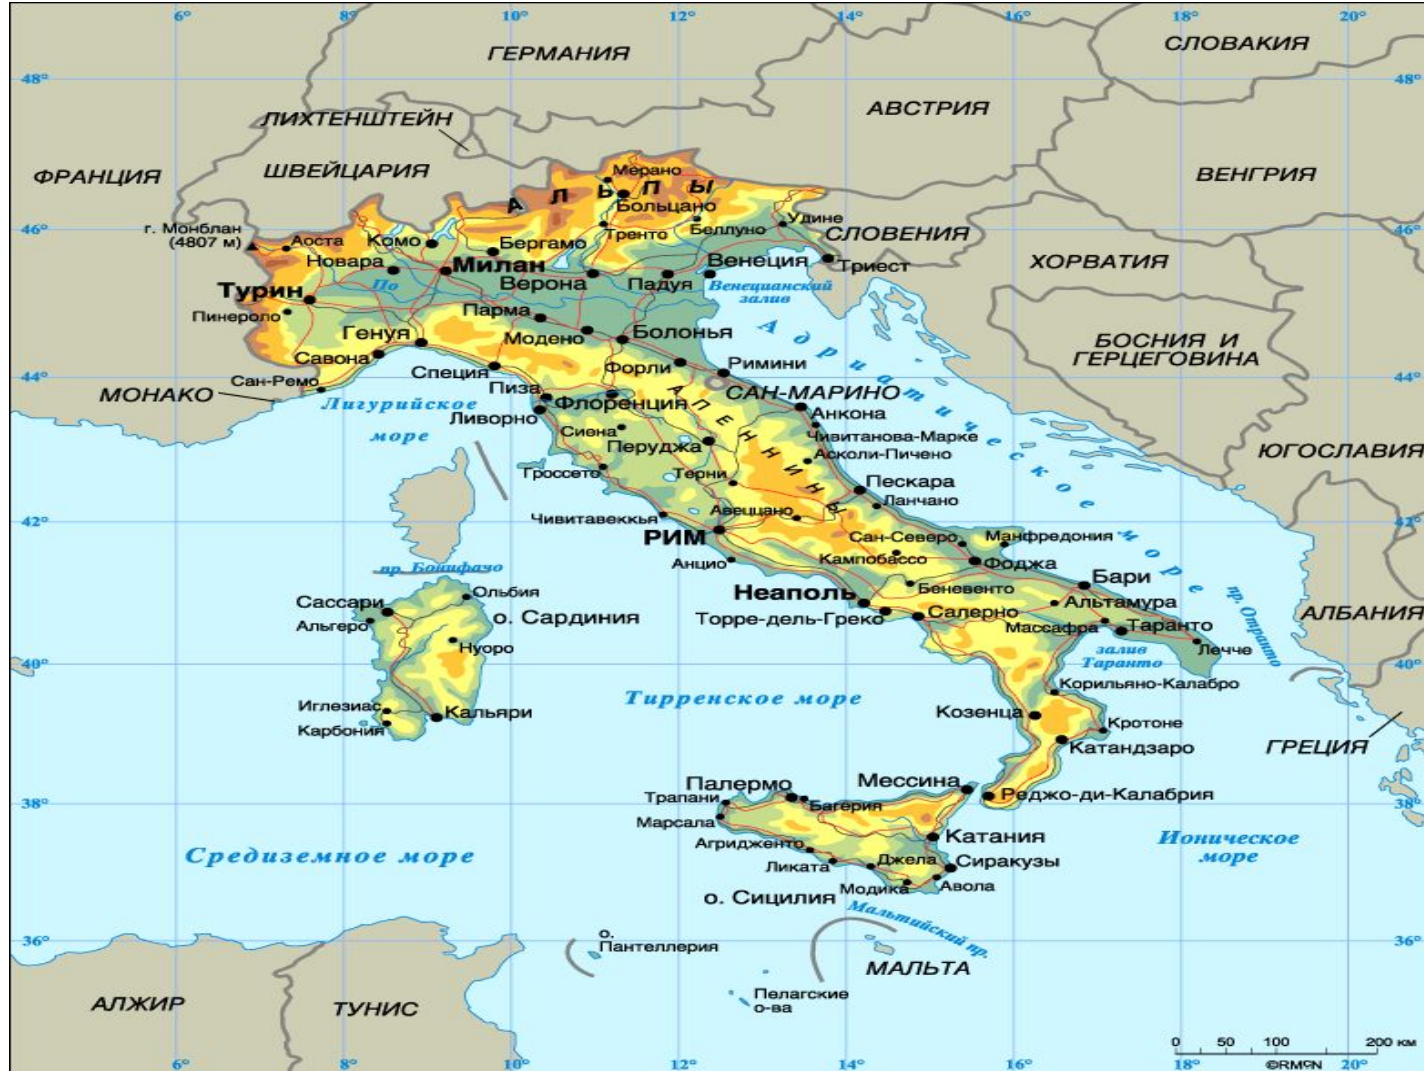 6°
8°
10°
12°
14°
16°
18°
20°
СЛОВАКИЯ
ГЕРМАНИЯ
48°
48°
АВСТРИЯ
ЛИХТЕНШТЕЙН
ШВЕЙЦАРИЯ
ФРАНЦИЯ
ВЕНГРИЯ
Мерано
АЛЬПЫ
Больцано
г. Монблан
(4807 м)
Аоста
Комо
Бергамо
Тренто
Беллуно
Удине
46°
46°
СЛОВЕНИЯ
Новара
Милан
Верона
Падуя
Венеция
Триест
ХОРВАТИЯ
Турин
По
Венецианский
залив
Пинероло
Парма
Генуя
Модено
Болонья
БОСНИЯ И
ГЕРЦЕГОВИНА
Савона
Специя
Форли
Римини
Сан-Ремо
44°
44°
МОНАКО
Пиза
САН-МАРИНО
Лигурийское
море
Флоренция
Ливорно
АПЕННИНЫ
Анкона
Адриатическое море
Сиена
Чивитанова-Марке
Перуджа
Асколи-Пичено
ЮГОСЛАВИЯ
Гроссето
Терни
Пескара
Ланчано
Чивитавеккья
Авеццано
42°
42°
РИМ
Сан-Северо
Манфредония
Кампобассо
Фоджа
Анцио
пр. Бонифачо
Бари
Ольбия
Неаполь
Беневенто
пр. Отранто
Сассари
о. Сардиния
Альтамура
АЛБАНИЯ
Альгеро
Торре-дель-Греко
Салерно
Массафра
Таранто
Нуоро
залив
Таранто
Лечче
40°
40°
Тирренское море
Корильяно-Калабро
Иглезиас
Кальяри
Козенца
Кротоне
Карбония
Катандзаро
ГРЕЦИЯ
Палермо
Мессина
Трапани
Багерия
Реджо-ди-Калабрия
38°
38°
Марсала
Катания
Ионическое
море
Агридженто
Средиземное море
Ликата
Джела
Сиракузы
Модика
Авола
о. Сицилия
Мальтийский пр.
36°
36°
о.
Пантеллерия
МАЛЬТА
АЛЖИР
ТУНИС
Пелагские
о-ва
0 50 100 200 км
©RMCN
6°
8°
10°
12°
14°
16°
18°
20°